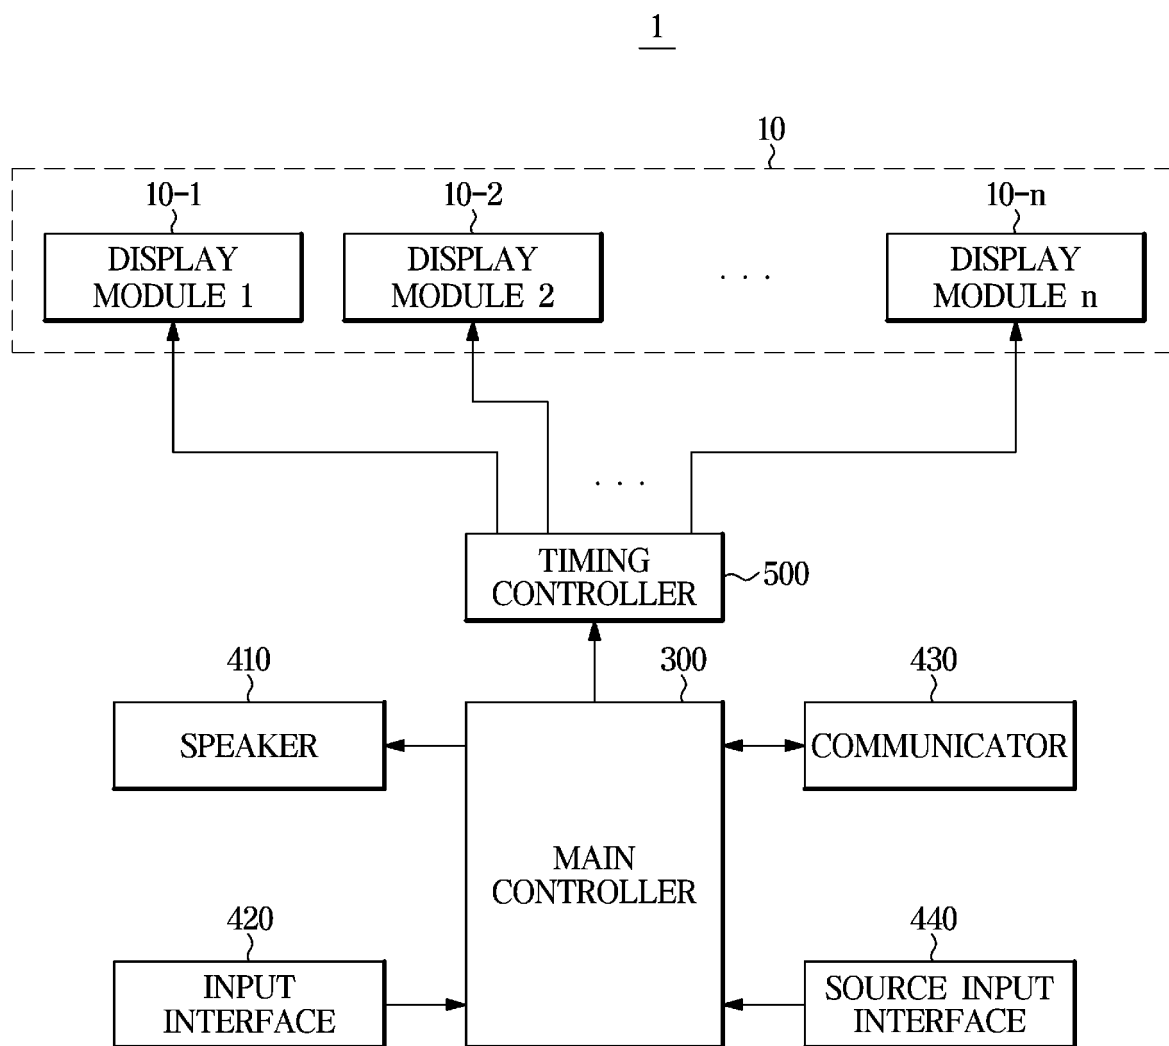 1
10
10-1
10-2
10-n
DISPLAY
MODULE 1
DISPLAY
MODULE 2
. . .
DISPLAY
MODULE n
. . .
TIMING
CONTROLLER
500
410
300
430
SPEAKER
COMMUNICATOR
MAIN
CONTROLLER
420
440
INPUT
INTERFACE
SOURCE INPUT
INTERFACE